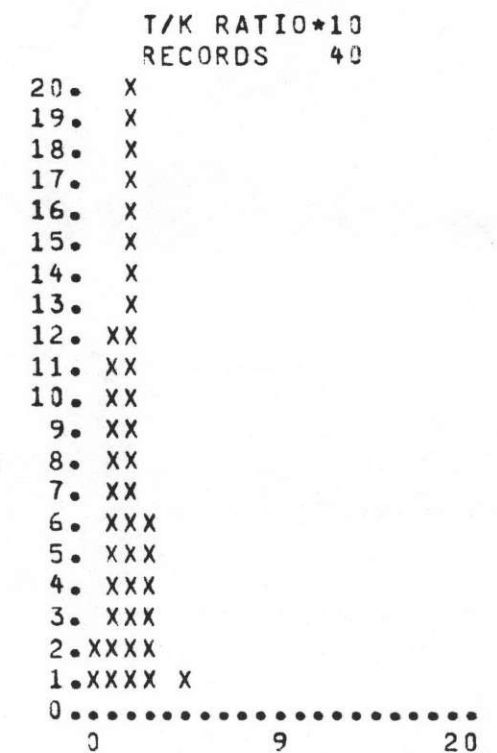 T/K RATIO*10
RECORDS 40
20. X
19. X
18. X
17. X
16. X
15. X
14. X
13. X
12. XX
11. XX
10. XX
9. XX
8. XX
7. XX
6. XXX
5. XXX
4. XXX
3. XXX
2.XXXX
1.XXXX X
0......................
0 9 20